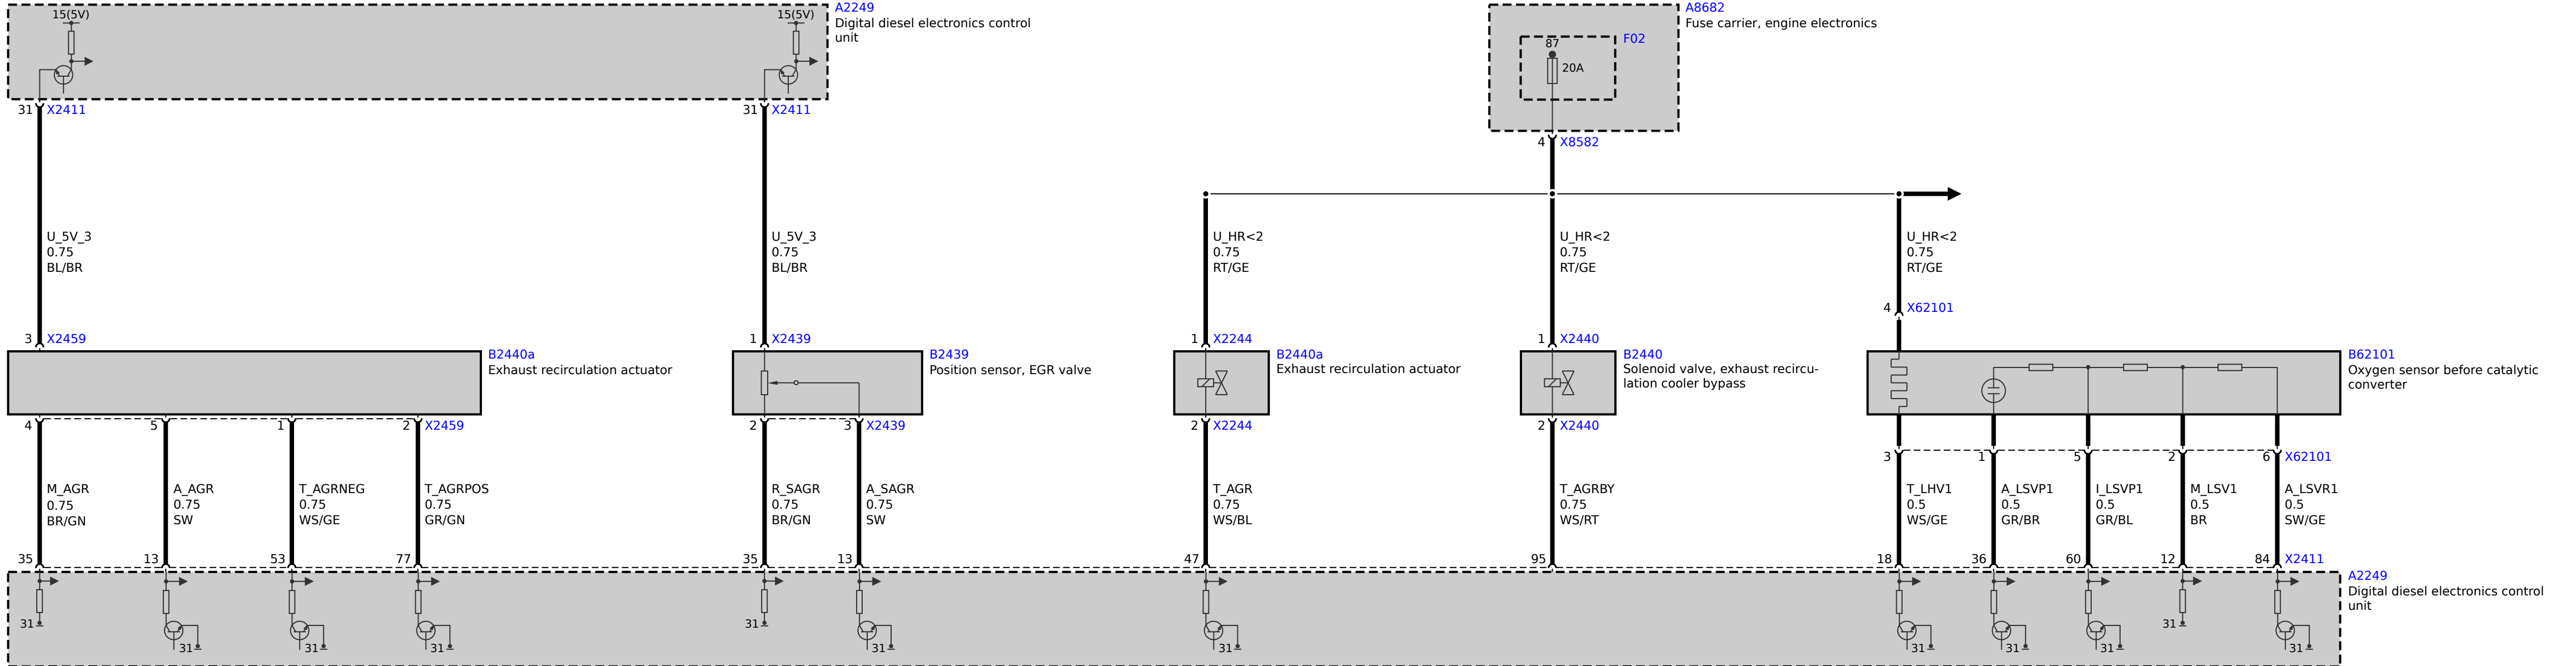 15(5V)
15(5V)
A2249
Digital diesel electronics control
unit
A8682
Fuse carrier, engine electronics
F02
87
20A
31 X2411
31 X2411
4 X8582
U_5V_3
0.75
BL/BR
U_5V_3
0.75
BL/BR
U_HR<2
0.75
RT/GE
U_HR<2
0.75
RT/GE
U_HR<2
0.75
RT/GE
4 X62101
3 X2459
1 X2439
1 X2244
1 X2440
B2440a
Exhaust recirculation actuator
B2439
Position sensor, EGR valve
B2440a
Exhaust recirculation actuator
B2440
Solenoid valve, exhaust recircu-
lation cooler bypass
B62101
Oxygen sensor before catalytic
converter
4 5 1 2 X2459
2 3 X2439
2 X2244
2 X2440
3 1 5 2 6 X62101
M_AGR
0.75
BR/GN
A_AGR
0.75
SW
T_AGRNEG
0.75
WS/GE
T_AGRPOS
0.75
GR/GN
R_SAGR
0.75
BR/GN
A_SAGR
0.75
SW
T_AGR
0.75
WS/BL
T_AGRBY
0.75
WS/RT
T_LHV1
0.5
WS/GE
A_LSVP1
0.5
GR/BR
I_LSVP1
0.5
GR/BL
M_LSV1
0.5
BR
A_LSVR1
0.5
SW/GE
35 13 53 77 35 13 47 95 18 36 60 12 84 X2411
A2249
Digital diesel electronics control
unit
31 31 31
31 31 31 31 31 31 31 31 31